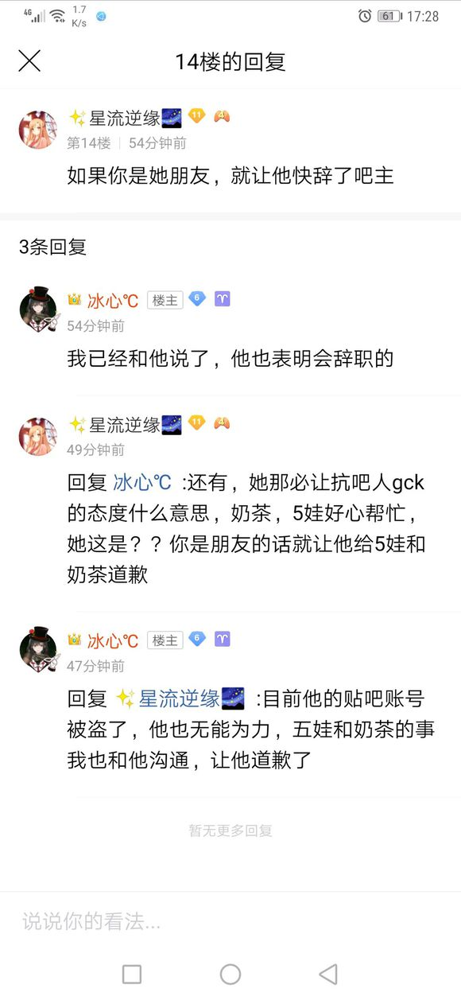 4G 1.7 K/s 61 17:28
14楼的回复
✨星流逆缘🌌 11 4
第14楼 | 54分钟前
如果你是她朋友，就让他快辞了吧主
3条回复
冰心℃ 楼主 6 ♈
54分钟前
我已经和他说了，他也表明会辞职的
✨星流逆缘🌌 11 4
49分钟前
回复 冰心℃ :还有，她那必让抗吧人gck
的态度什么意思，奶茶，5娃好心帮忙，
她这是？？你是朋友的话就让他给5娃和
奶茶道歉
冰心℃ 楼主 6 ♈
47分钟前
回复 ✨星流逆缘🌌 :目前他的贴吧账号
被盗了，他也无能为力，五娃和奶茶的事
我也和他沟通，让他道歉了
暂无更多回复
说说你的看法...